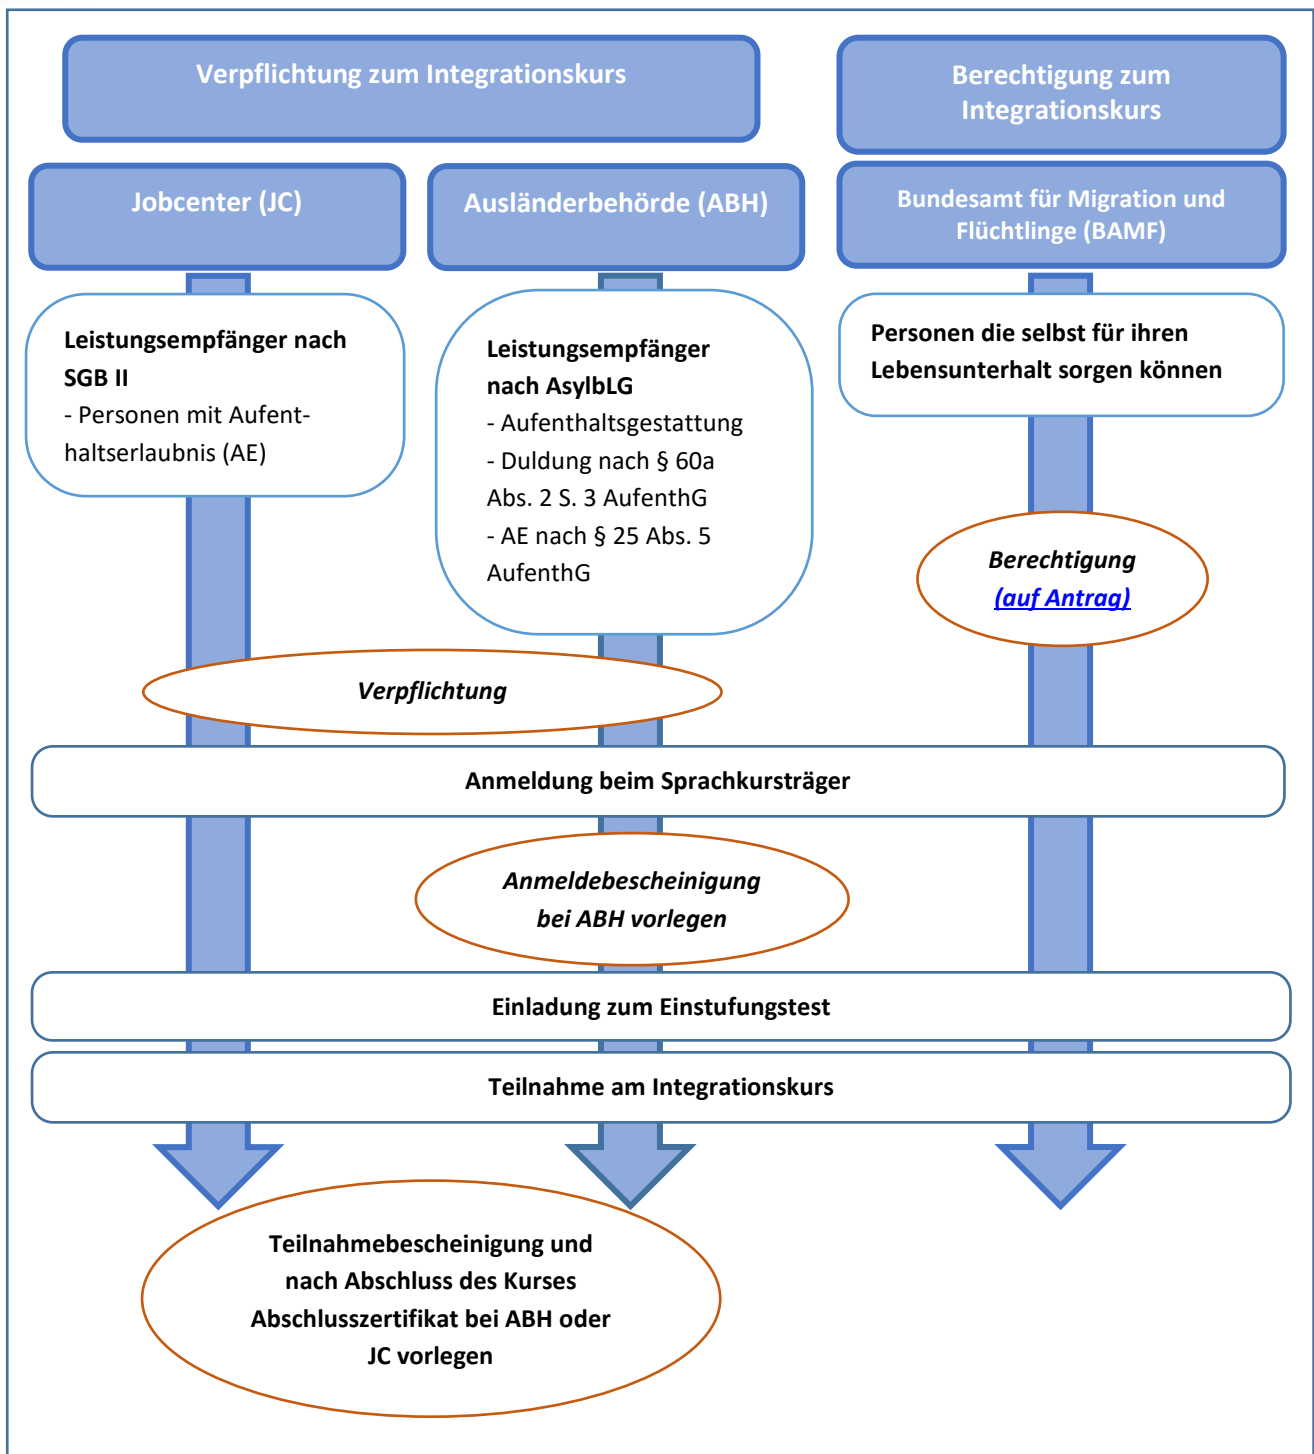 Verpflichtung zum Integrationskurs
Berechtigung zum
Integrationskurs
Jobcenter (JC)
Ausländerbehörde (ABH)
Bundesamt für Migration und
Flüchtlinge (BAMF)
Leistungsempfänger nach
SGB II
- Personen mit Aufent-
haltserlaubnis (AE)
Leistungsempfänger
nach AsylbLG
- Aufenthaltsgestattung
- Duldung nach § 60a
Abs. 2 S. 3 AufenthG
- AE nach § 25 Abs. 5
AufenthG
Personen die selbst für ihren
Lebensunterhalt sorgen können
Berechtigung
(auf Antrag)
Verpflichtung
Anmeldung beim Sprachkursträger
Anmeldebescheinigung
bei ABH vorlegen
Einladung zum Einstufungstest
Teilnahme am Integrationskurs
Teilnahmebescheinigung und
nach Abschluss des Kurses
Abschlusszertifikat bei ABH oder
JC vorlegen